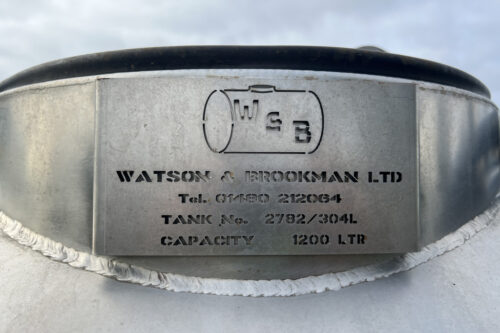 W&B
WATSON & BROOKMAN LTD
Tel. 01480 212064
TANK No. 2782/304L
CAPACITY 1200 LTR